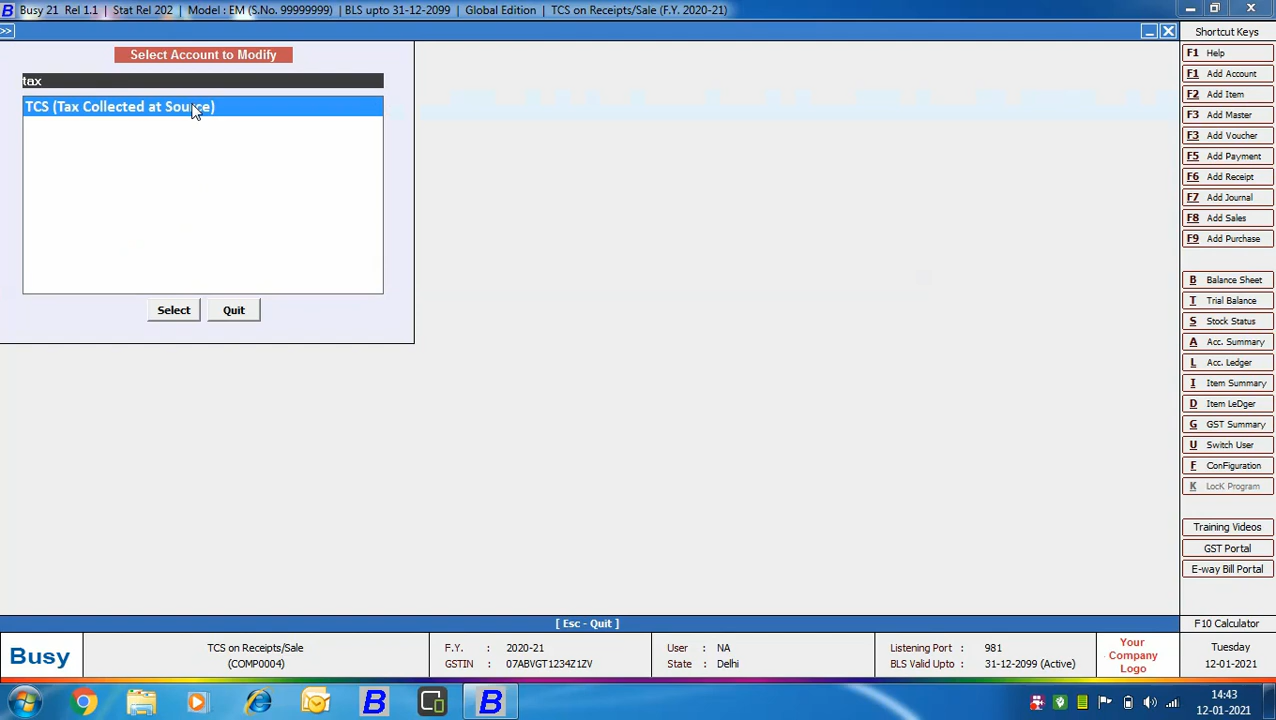 Busy 21 Rel 1.1 | Stat Rel 202 | Model : EM (S.No. 99999999) | BLS upto 31-12-2099 | Global Edition | TCS on Receipts/Sale (F.Y. 2020-21)
>>
Shortcut Keys
Select Account to Modify
tax
TCS (Tax Collected at Source)
Select
Quit
F1 Help
F1 Add Account
F2 Add Item
F3 Add Master
F3 Add Voucher
F5 Add Payment
F6 Add Receipt
F7 Add Journal
F8 Add Sales
F9 Add Purchase
B Balance Sheet
T Trial Balance
S Stock Status
A Acc. Summary
L Acc. Ledger
I Item Summary
D Item LeDger
G GST Summary
U Switch User
F ConFiguration
K LocK Program
Training Videos
GST Portal
E-way Bill Portal
[ Esc - Quit ]
F10 Calculator
Busy
TCS on Receipts/Sale
(COMP0004)
F.Y. : 2020-21
GSTIN : 07ABVGT1234Z1ZV
User : NA
State : Delhi
Listening Port : 981
BLS Valid Upto : 31-12-2099 (Active)
Your
Company
Logo
Tuesday
12-01-2021
14:43
12-01-2021